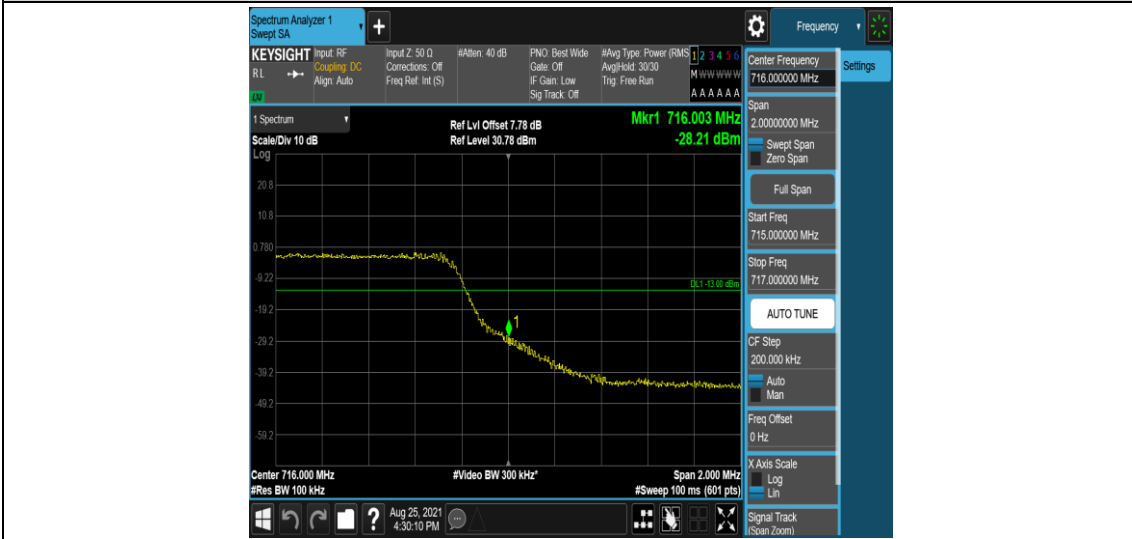 Spectrum Analyzer 1
Swept SA
+
Frequency
KEYSIGHT
RL
Input: RF
Coupling: DC
Align: Auto
Input Z: 50 Ω
Corrections: Off
Freq Ref: Int (S)
#Atten: 40 dB
PNO: Best Wide
Gate: Off
IF Gain: Low
Sig Track: Off
#Avg Type: Power (RMS
Avg|Hold: 30/30
Trig: Free Run
1 2 3 4 5 6
M W W W W W
A A A A A A
1 Spectrum
Scale/Div 10 dB
Log
Ref Lvl Offset 7.78 dB
Ref Level 30.78 dBm
Mkr1 716.003 MHz
-28.21 dBm
20.8
10.8
0.780
-9.22
-19.2
-29.2
-39.2
-49.2
-59.2
DL1 -13.00 dBm
1
Center 716.000 MHz
#Res BW 100 kHz
#Video BW 300 kHz*
Span 2.000 MHz
#Sweep 100 ms (601 pts)
?
Aug 25, 2021
4:30:10 PM
Center Frequency
716.000000 MHz
Settings
Span
2.00000000 MHz
Swept Span
Zero Span
Full Span
Start Freq
715.000000 MHz
Stop Freq
717.000000 MHz
AUTO TUNE
CF Step
200.000 kHz
Auto
Man
Freq Offset
0 Hz
X Axis Scale
Log
Lin
Signal Track
(Span Zoom)